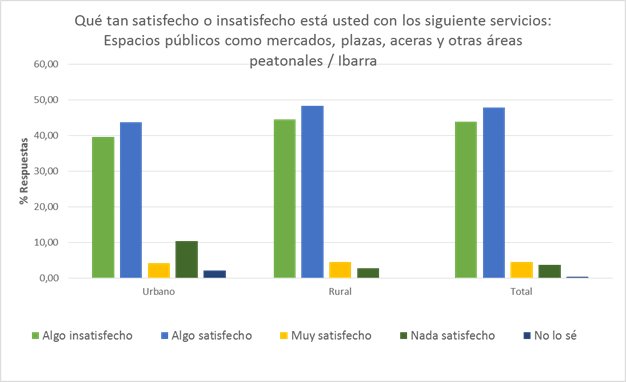 Qué tan satisfecho o insatisfecho está usted con los siguiente servicios:
Espacios públicos como mercados, plazas, aceras y otras áreas
peatonales / Ibarra
60,00
50,00
40,00
30,00
20,00
10,00
0,00
% Respuestas
Urbano Rural Total
Algo insatisfecho Algo satisfecho Muy satisfecho Nada satisfecho No lo sé